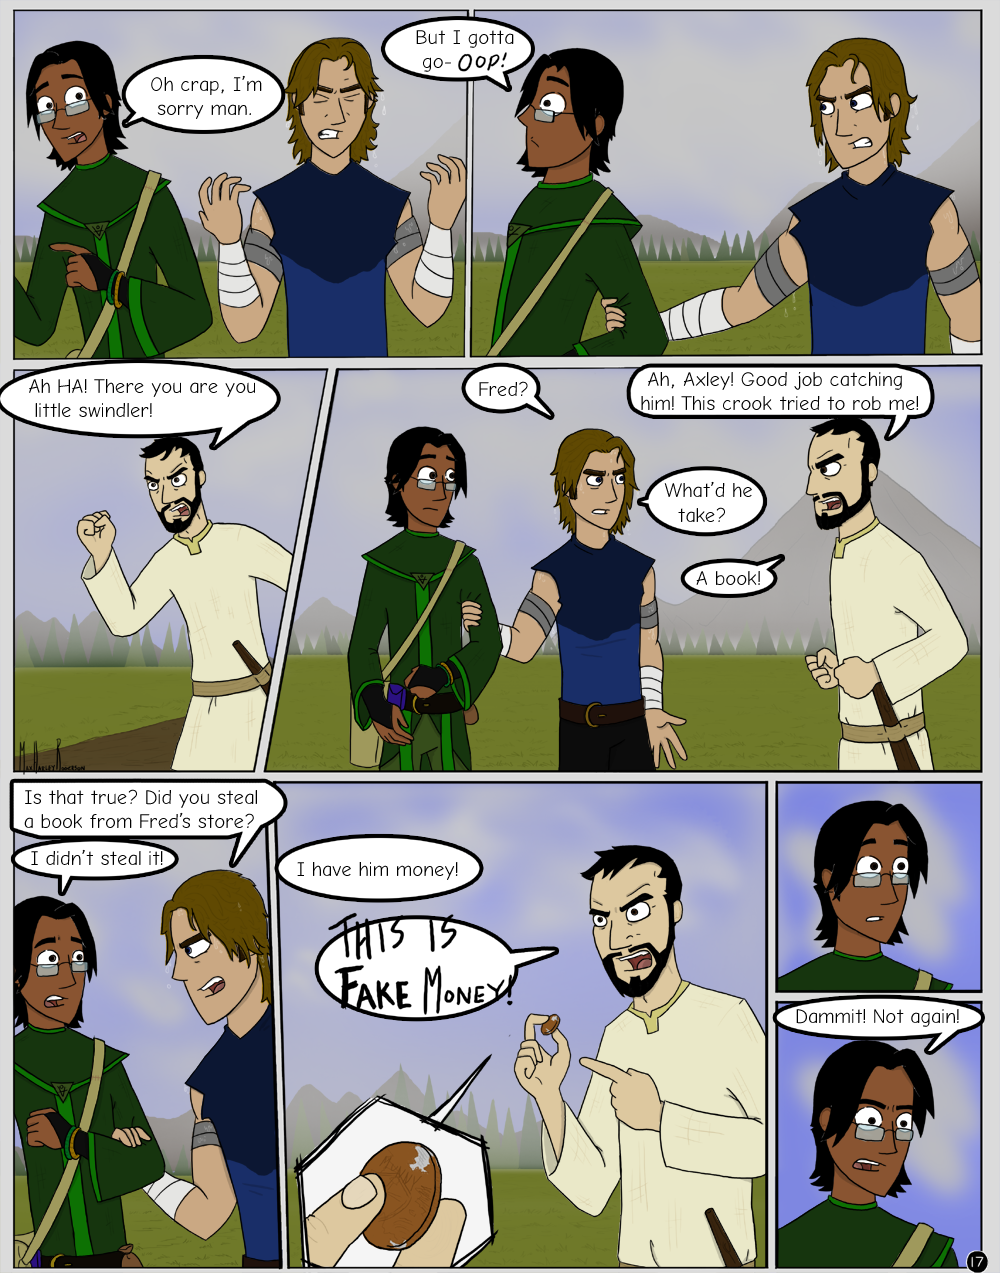 Oh crap, I'm
sorry man.
But I gotta
go- OOP!
Ah HA! There you are you
little swindler!
Fred?
Ah, Axley! Good job catching
him! This crook tried to rob me!
What'd he
take?
A book!
Is that true? Did you steal
a book from Fred's store?
I didn't steal it!
I have him money!
THIS IS
FAKE MONEY!
Dammit! Not again!
17